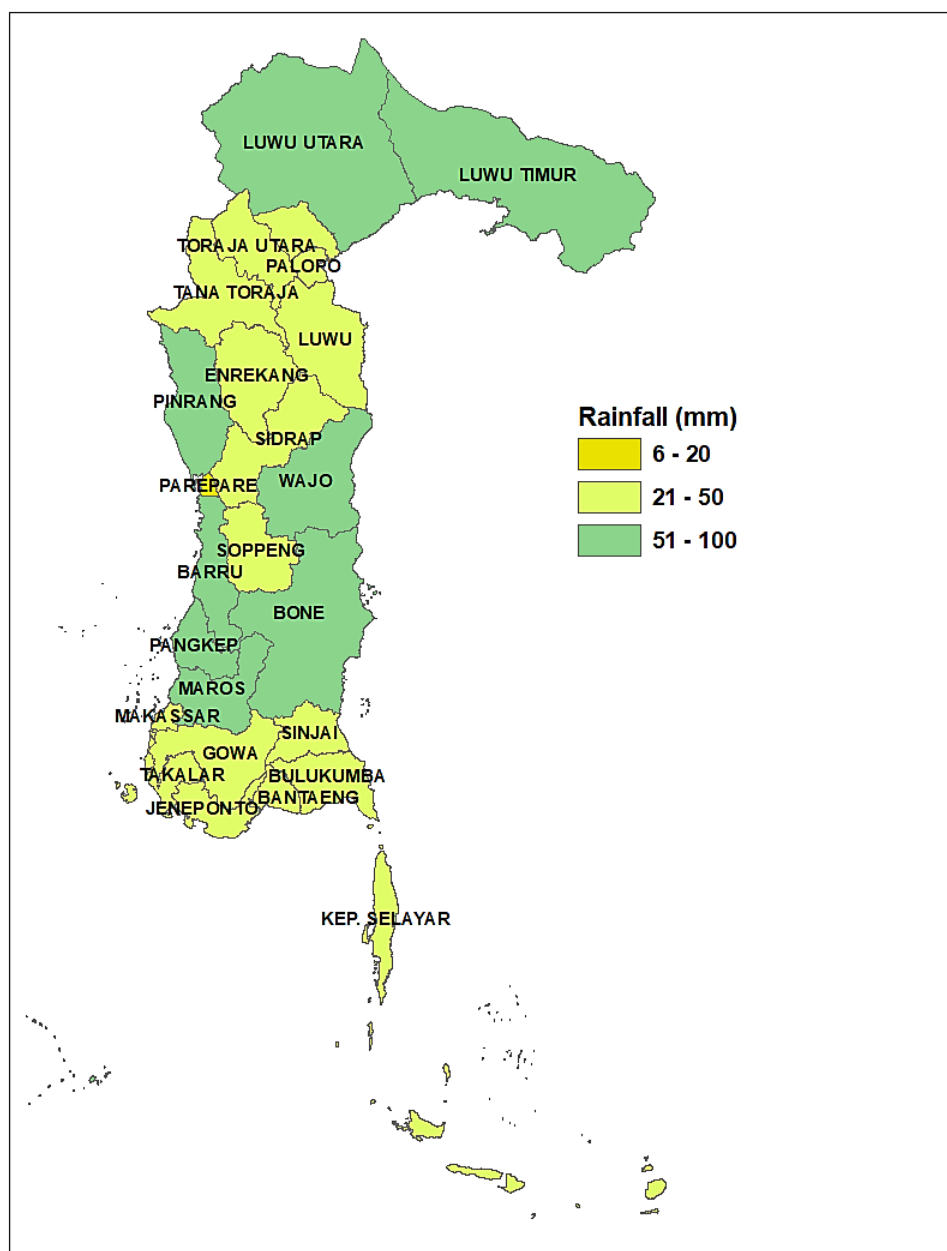 LUWU UTARA
LUWU TIMUR
TORAJA UTARA
PALOPO
TANA TORAJA
LUWU
ENREKANG
PINRANG
Rainfall (mm)
SIDRAP
6 - 20
WAJO
PAREPARE
21 - 50
51 - 100
SOPPENG
BARRU
BONE
PANGKEP
MAROS
MAKASSAR
SINJAI
GOWA
TAKALAR
BULUKUMBA
BANTAENG
JENEPONTO
KEP. SELAYAR